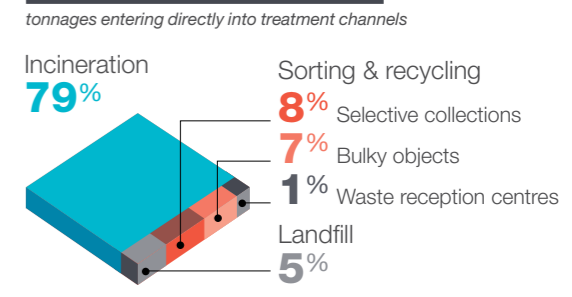 tonnages entering directly into treatment channels
Incineration
79%
Sorting & recycling
8% Selective collections
7% Bulky objects
1% Waste reception centres
Landfill
5%